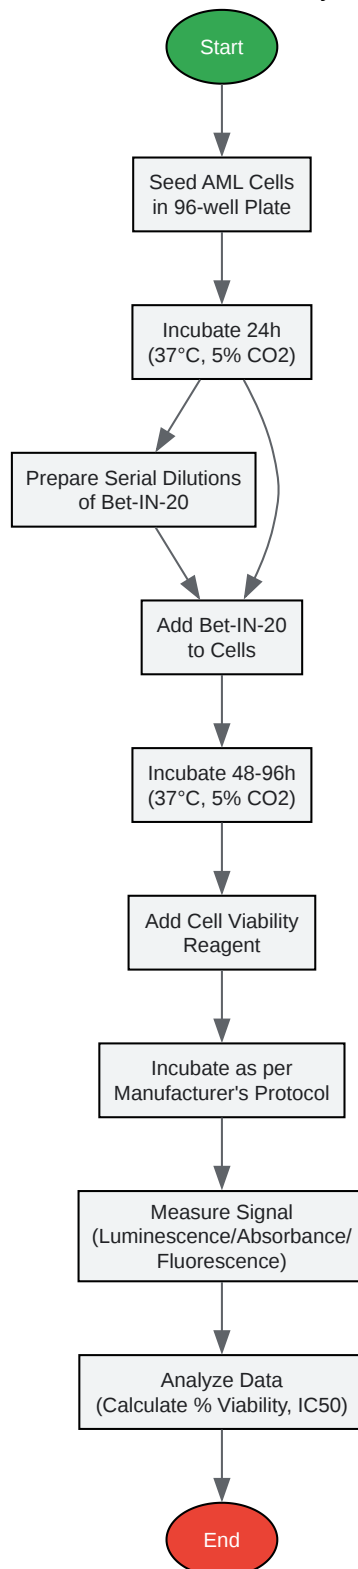 Start
Seed AML Cells
in 96-well Plate
Incubate 24h
(37°C, 5% CO2)
Prepare Serial Dilutions
of Bet-IN-20
Add Bet-IN-20
to Cells
Incubate 48-96h
(37°C, 5% CO2)
Add Cell Viability
Reagent
Incubate as per
Manufacturer's Protocol
Measure Signal
(Luminescence/Absorbance/
Fluorescence)
Analyze Data
(Calculate % Viability, IC50)
End